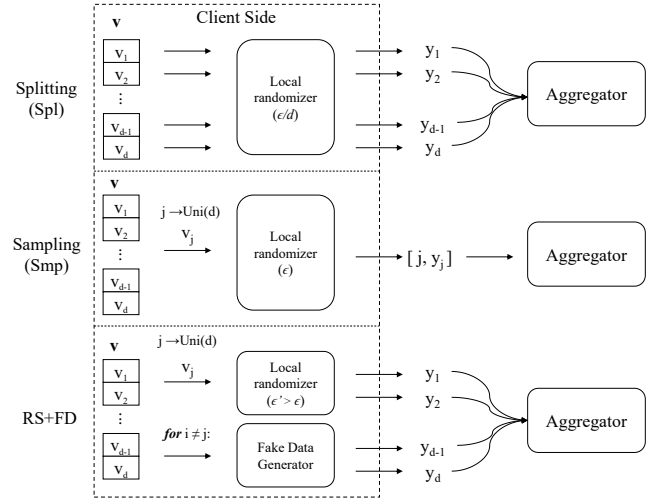 Client Side
Splitting
(Spl)
v
v1
v2
⋮
vd-1
vd
Local
randomizer
(ϵ/d)
y1
y2
yd-1
yd
Aggregator
Sampling
(Smp)
v
v1
v2
⋮
vd-1
vd
j →Uni(d)
vj
Local
randomizer
(ϵ)
[ j, yj ]
Aggregator
RS+FD
v
v1
v2
⋮
vd-1
vd
j →Uni(d)
vj
for i ≠ j:
Local
randomizer
(ϵ' > ϵ)
Fake Data
Generator
y1
y2
yd-1
yd
Aggregator